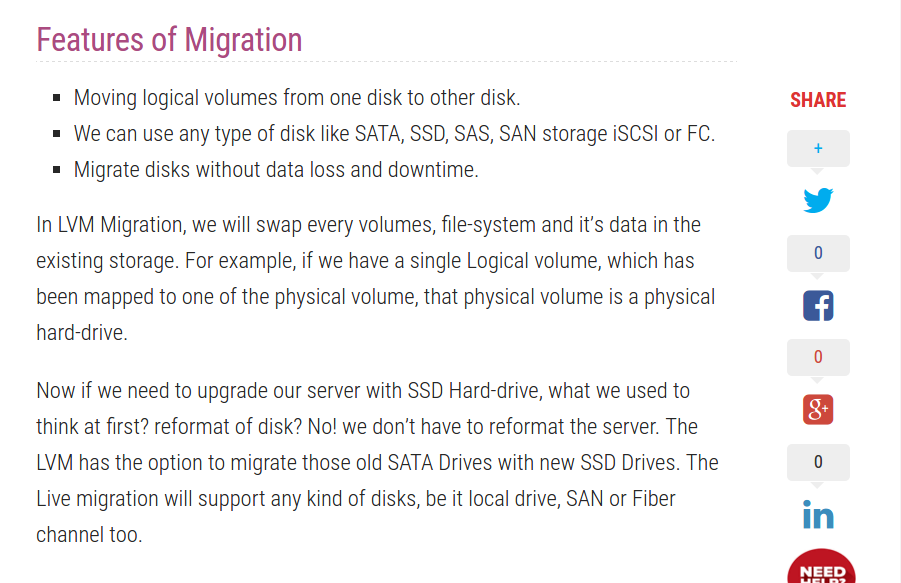 Features of Migration
Moving logical volumes from one disk to other disk.
We can use any type of disk like SATA, SSD, SAS, SAN storage iSCSI or FC.
Migrate disks without data loss and downtime.
In LVM Migration, we will swap every volumes, file-system and it’s data in the
existing storage. For example, if we have a single Logical volume, which has
been mapped to one of the physical volume, that physical volume is a physical
hard-drive.
Now if we need to upgrade our server with SSD Hard-drive, what we used to
think at first? reformat of disk? No! we don’t have to reformat the server. The
LVM has the option to migrate those old SATA Drives with new SSD Drives. The
Live migration will support any kind of disks, be it local drive, SAN or Fiber
channel too.
SHARE
+
0
f
0
g+
0
in
NEED
HELP?